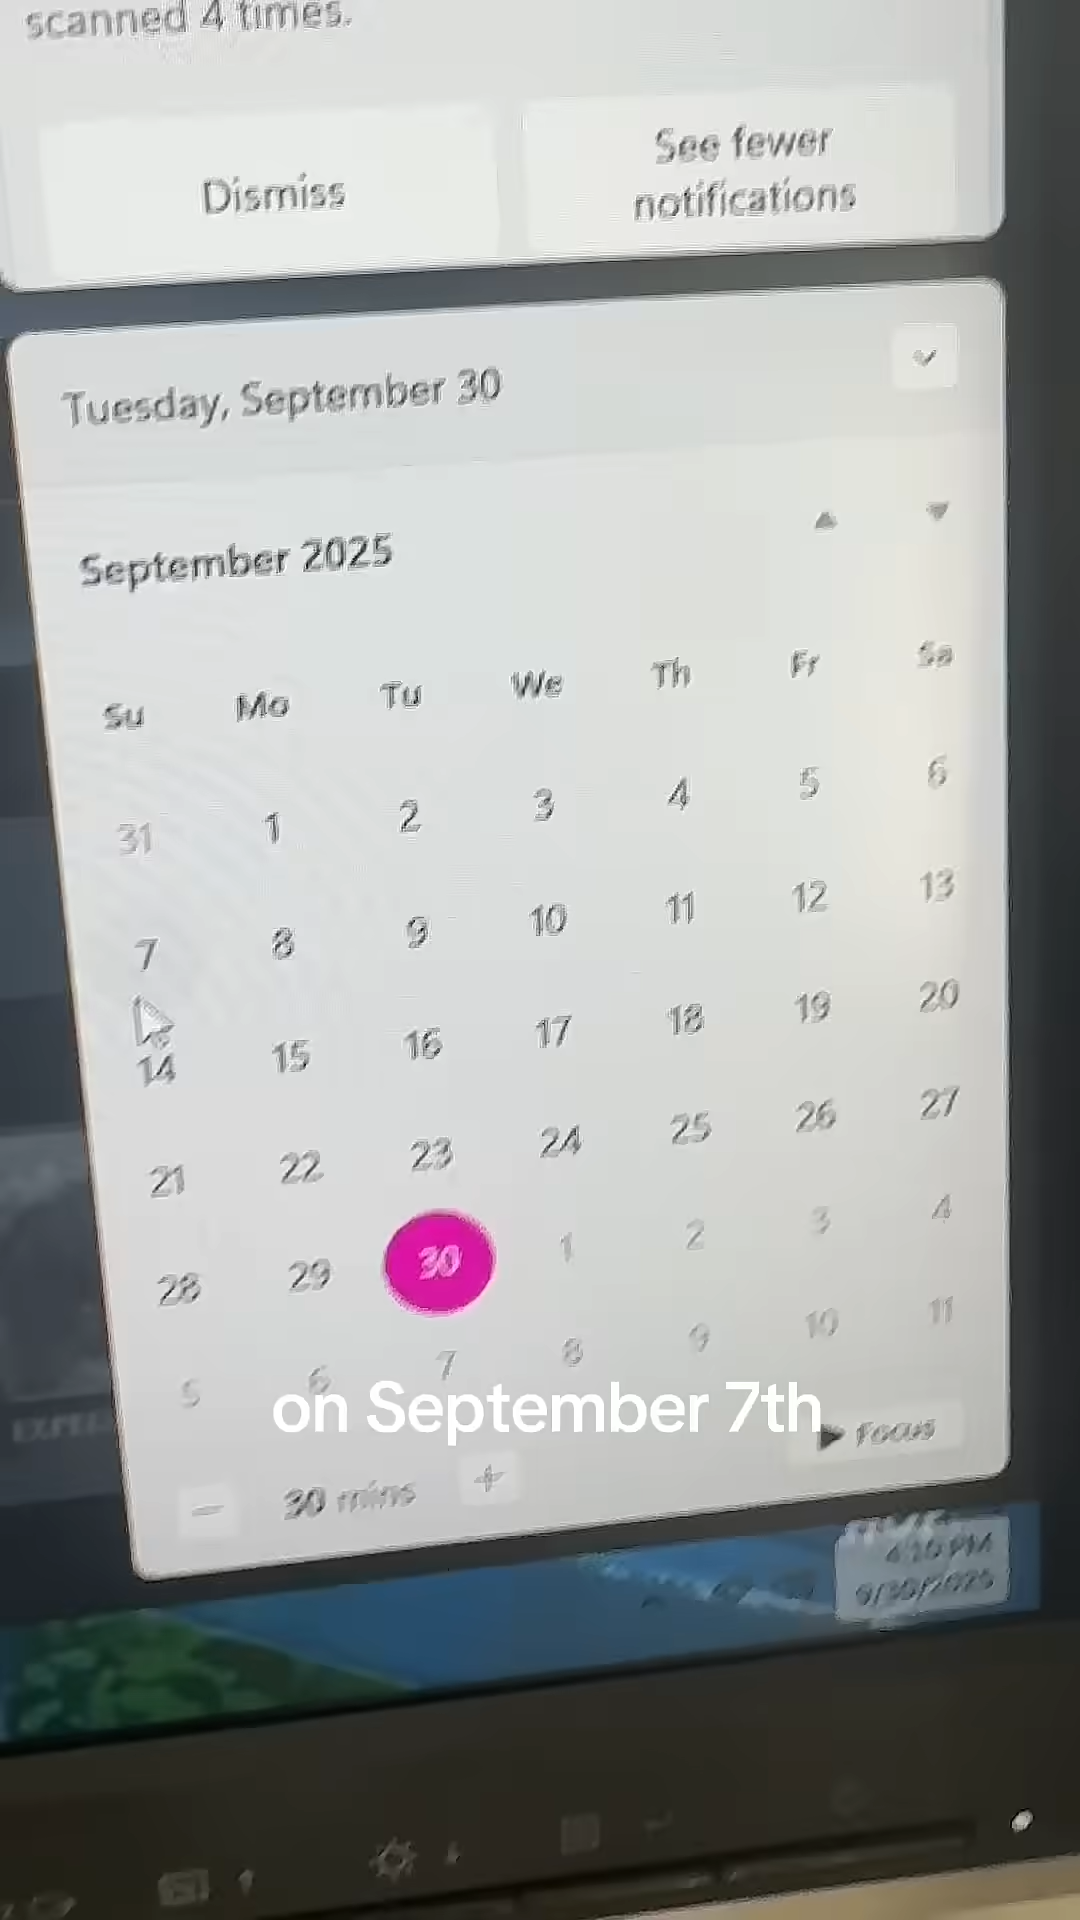 scanned 4 times.
Dismiss
See fewer
notifications
Tuesday, September 30
September 2025
Su Mo Tu We Th Fr Sa
31 1 2 3 4 5 6
7 8 9 10 11 12 13
14 15 16 17 18 19 20
21 22 23 24 25 26 27
28 29 30 1 2 3 4
5 6 7 8 9 10 11
on September 7th
30 mins
Focus
9/30/2025